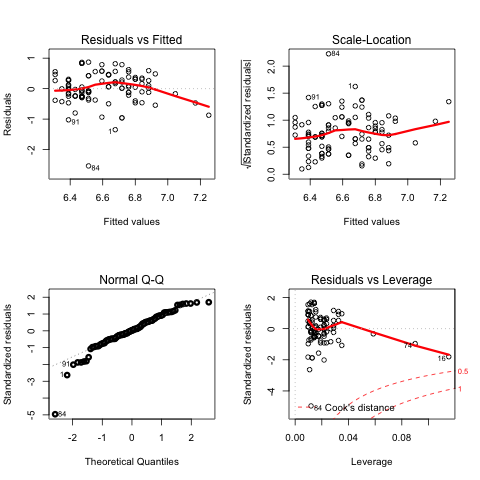 Residuals vs Fitted
Residuals
1
0
-1
-2
91
1
84
6.4 6.6 6.8 7.0 7.2
Fitted values
Scale-Location
√|Standardized residuals|
2.0
1.5
1.0
0.5
0.0
84
1
91
6.4 6.6 6.8 7.0 7.2
Fitted values
Normal Q-Q
Standardized residuals
2
1
0
-1
-3
-5
91
1
84
-2 -1 0 1 2
Theoretical Quantiles
Residuals vs Leverage
Standardized residuals
2
0
-2
-4
74
16
0.5
1
84 Cook's distance
0.00 0.04 0.08
Leverage